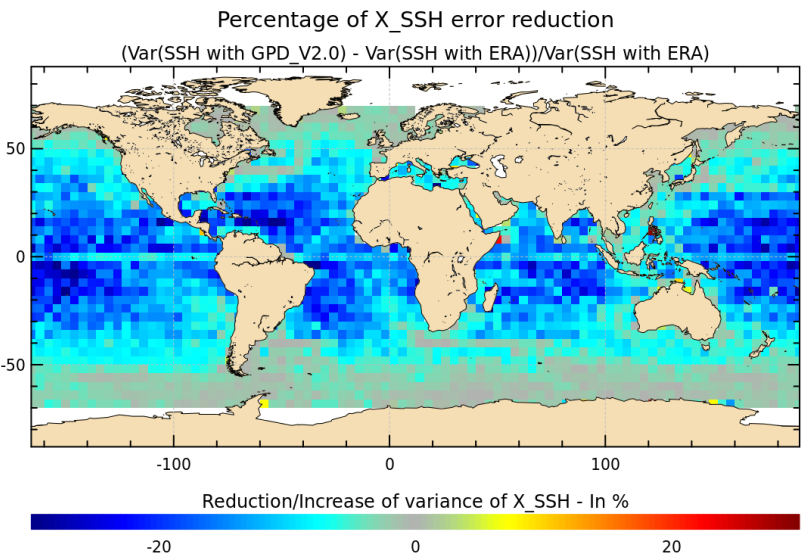 Percentage of X_SSH error reduction
(Var(SSH with GPD_V2.0) - Var(SSH with ERA))/Var(SSH with ERA)
50
0
-50
-100 0 100
Reduction/Increase of variance of X_SSH - In %
-20 0 20